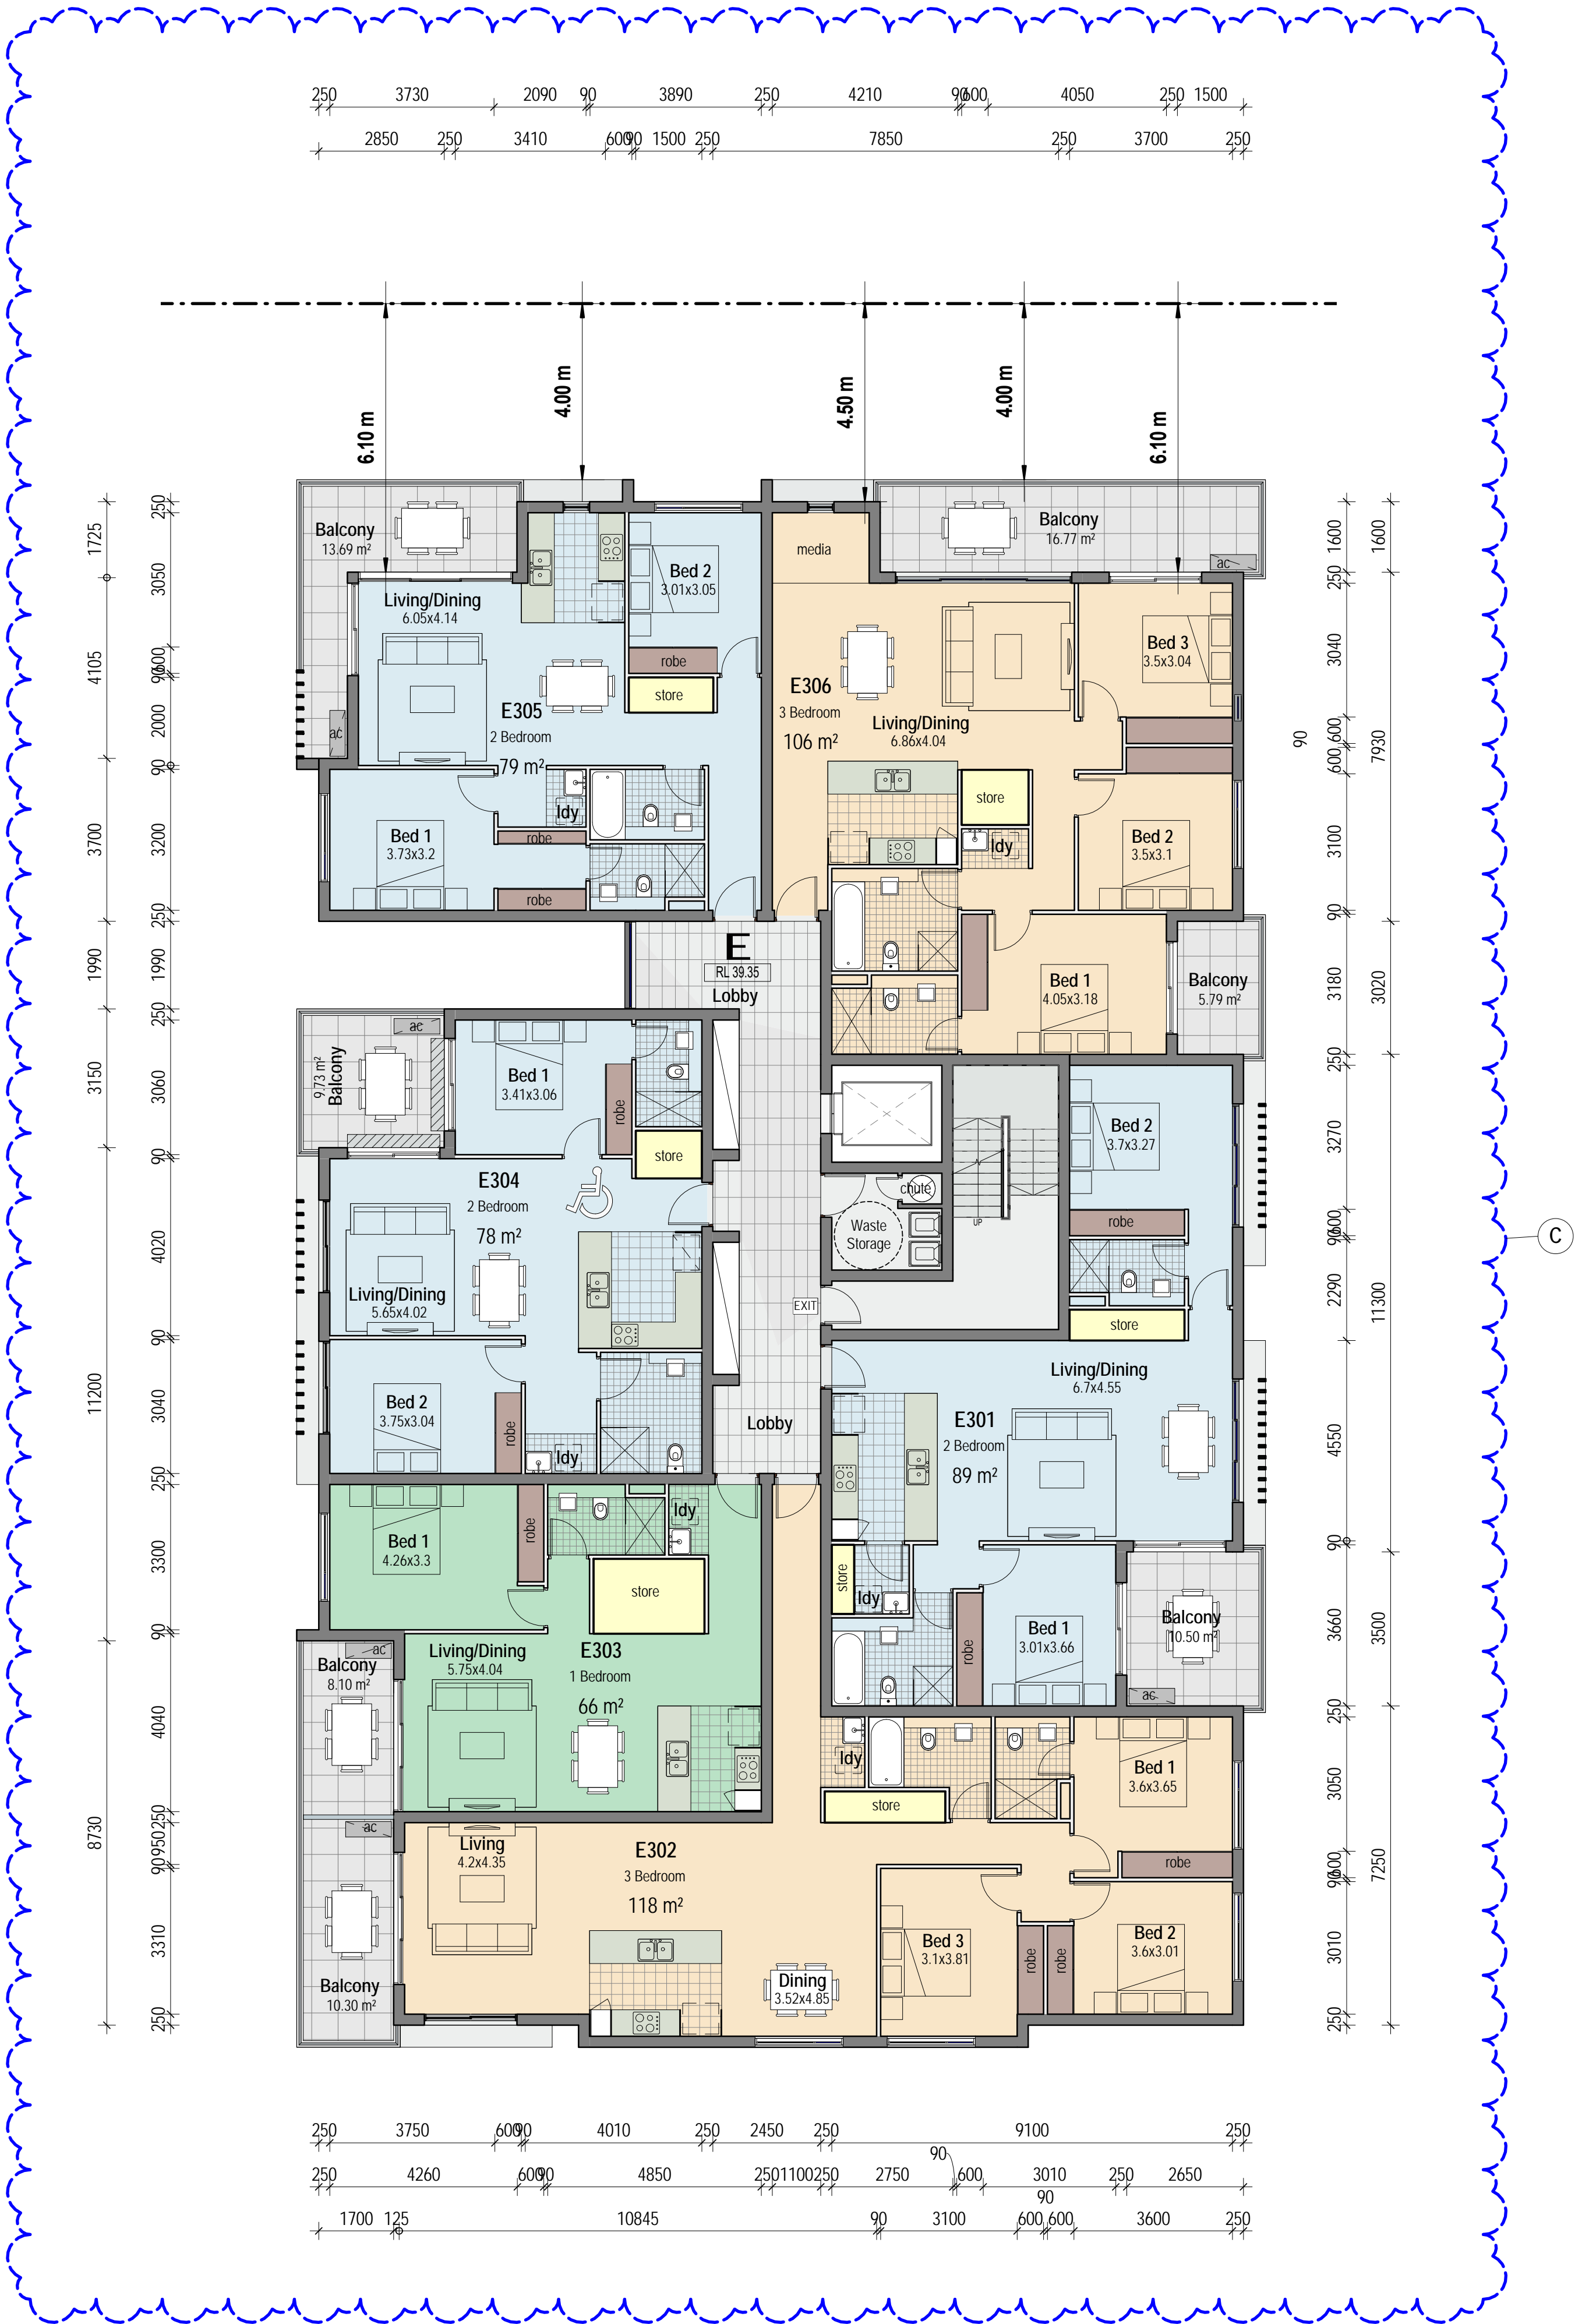 250 3730 2090 90 3890 250 4210 90 600 4050 250 1500
2850 250 3410 600 90 1500 250 7850 250 3700 250
6.10 m
4.00 m
4.50 m
4.00 m
6.10 m
1725
4105
3700
1990
3150
11200
8730
250
3050
600
90
2000
90
3200
250
1990
250
3060
90
4020
90
3040
250
3300
90
4040
250
950
90
3310
250
Balcony
13.69 m²
Living/Dining
6.05x4.14
Bed 2
3.01x3.05
robe
store
E305
2 Bedroom
79 m²
ac
ldy
Bed 1
3.73x3.2
robe
robe
media
Balcony
16.77 m²
ac
Bed 3
3.5x3.04
E306
3 Bedroom
106 m²
Living/Dining
6.86x4.04
store
ldy
Bed 2
3.5x3.1
Bed 1
4.05x3.18
Balcony
5.79 m²
E
RL 39.35
Lobby
ac
Balcony
9.73 m²
Bed 1
3.41x3.06
robe
store
E304
2 Bedroom
78 m²
Living/Dining
5.65x4.02
Bed 2
3.75x3.04
robe
ldy
chute
Waste
Storage
UP
EXIT
Lobby
Bed 2
3.7x3.27
robe
store
Living/Dining
6.7x4.55
E301
2 Bedroom
89 m²
store
ldy
robe
Bed 1
3.01x3.66
Balcony
10.50 m²
ac
Bed 1
4.26x3.3
robe
ldy
store
E303
1 Bedroom
66 m²
Living/Dining
5.75x4.04
ac
Balcony
8.10 m²
ac
Living
4.2x4.35
E302
3 Bedroom
118 m²
Balcony
10.30 m²
Dining
3.52x4.85
ldy
store
Bed 1
3.6x3.65
robe
Bed 3
3.1x3.81
robe
robe
Bed 2
3.6x3.01
1600
250
3040
600
90
600
3100
90
3180
250
3270
600
90
2290
4550
90
3660
250
3050
600
90
3010
250
1600
7930
3020
11300
3500
7250
C
250 3750 600 90 4010 250 2450 250 9100 250
250 4260 600 90 4850 250 1100 250 2750 90 600 3010 250 2650
1700 125 10845 90 3100 600 90 600 3600 250